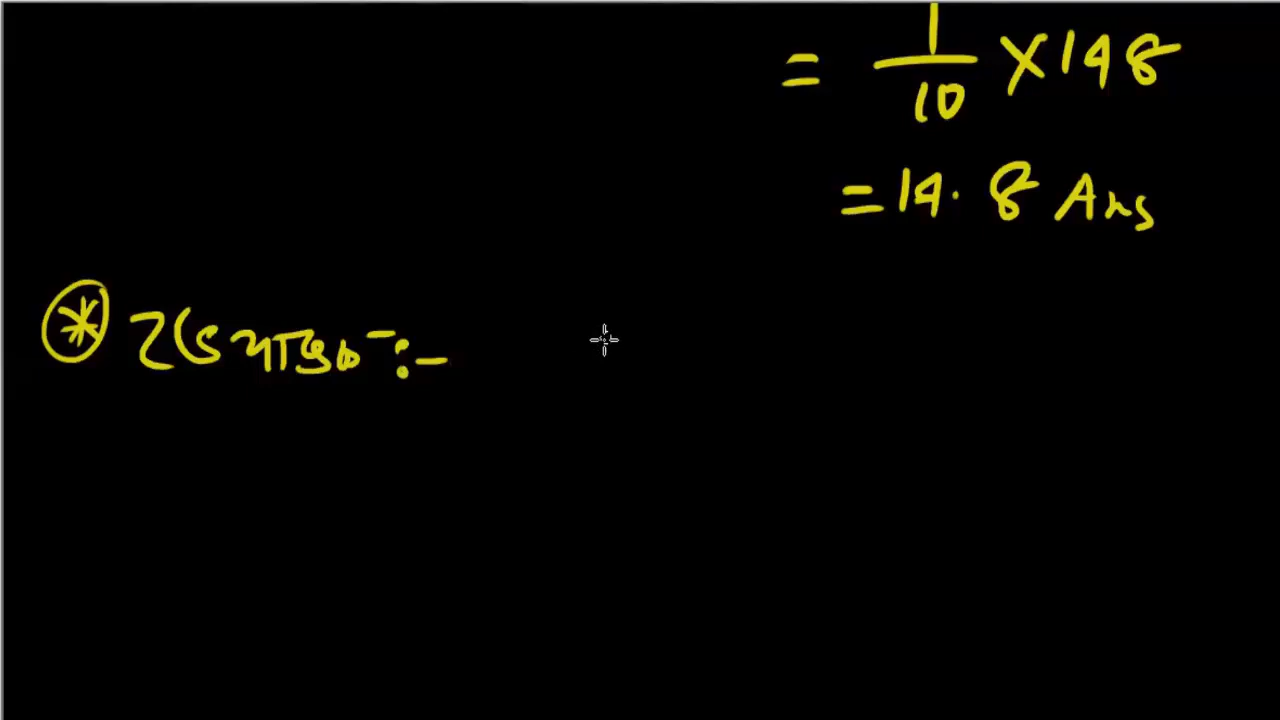 = 1/10 × 148
= 14.8 Ans
⊛ :-